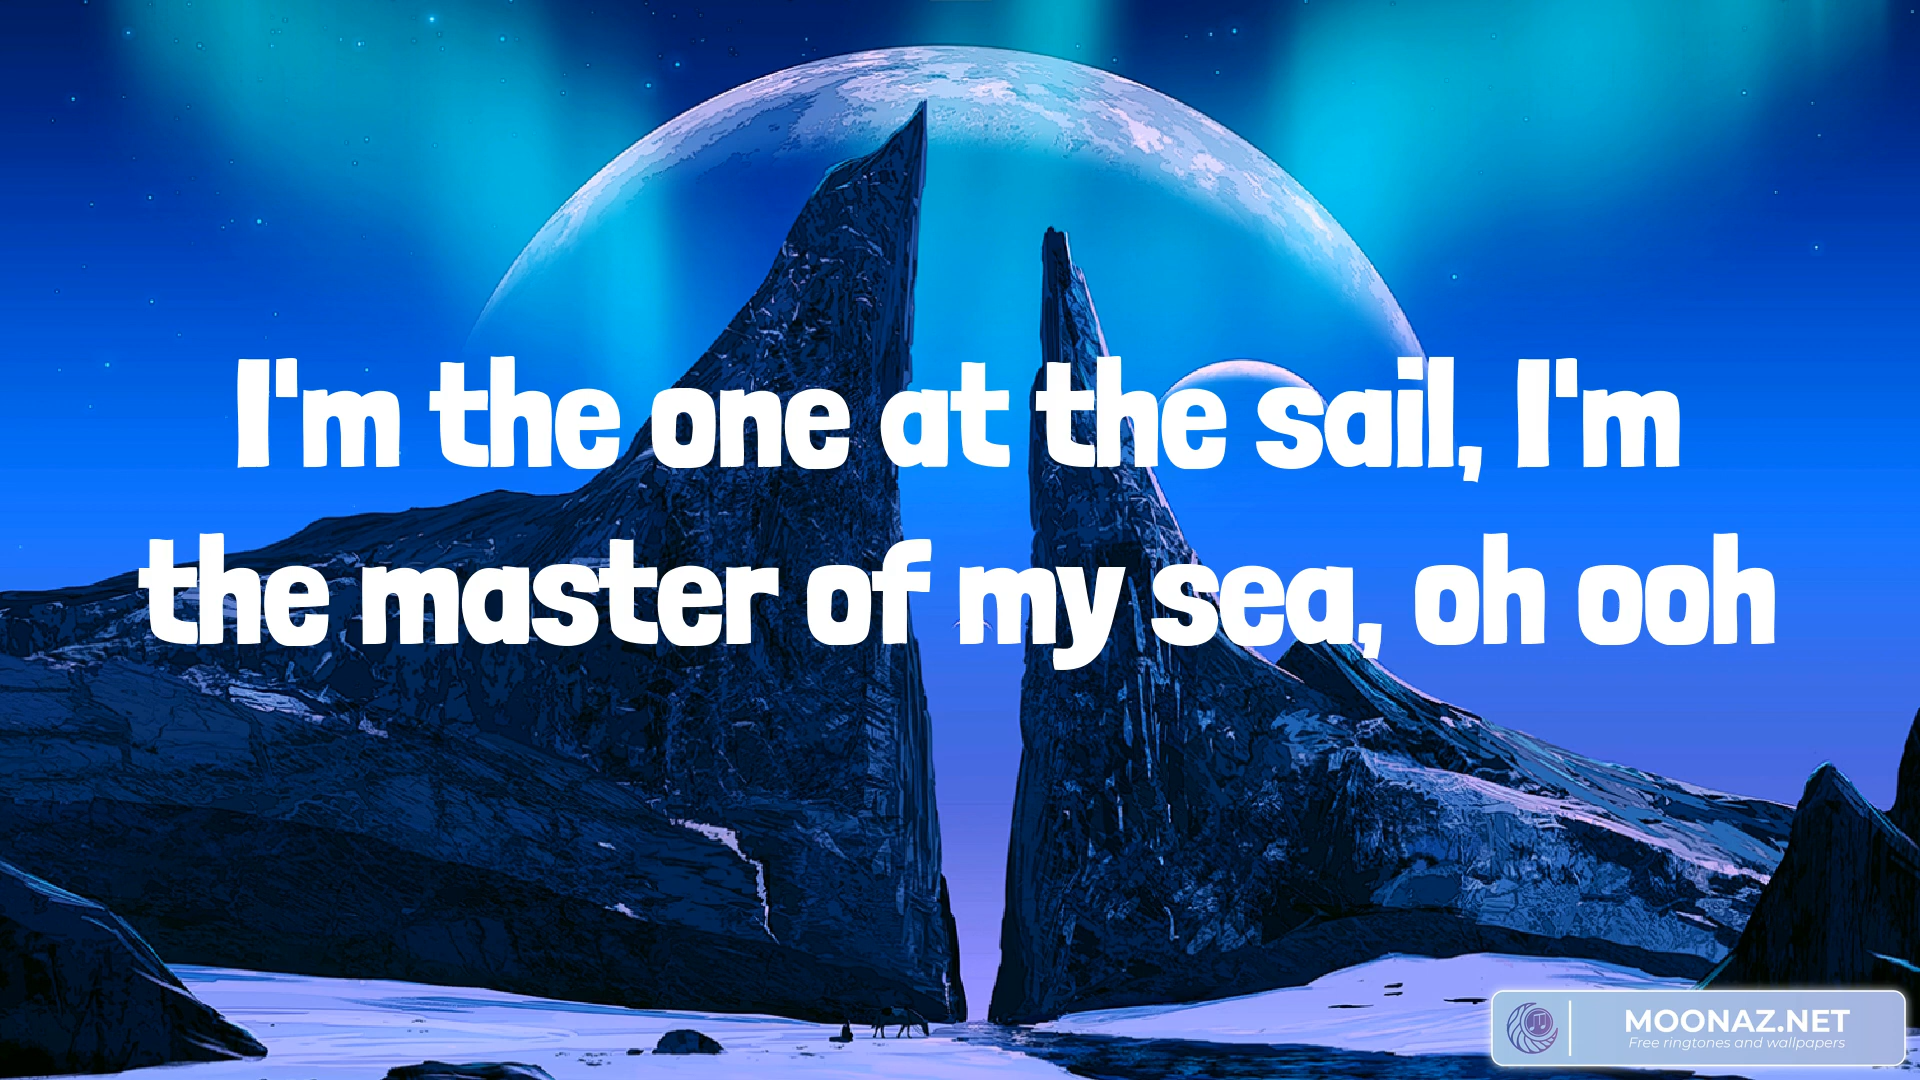 I'm the one at the sail, I'm
the master of my sea, oh ooh
MOONAZ.NET
Free ringtones and wallpapers